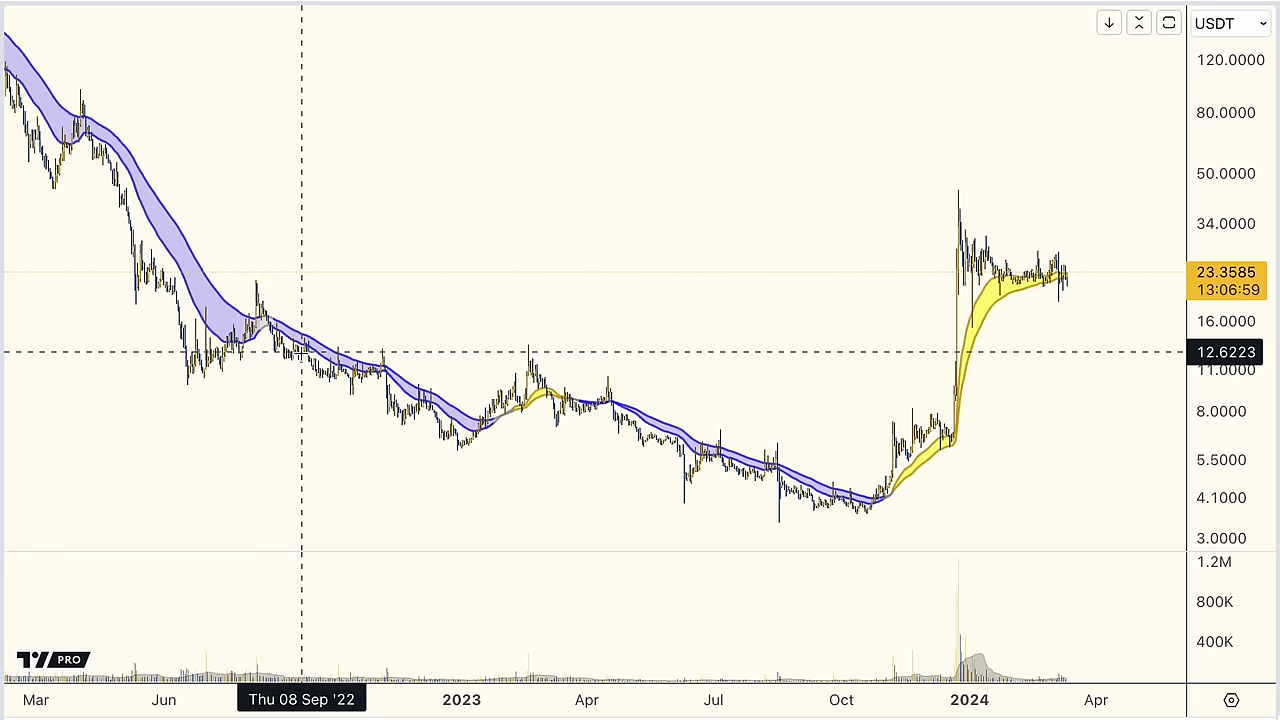 USDT
120.0000
80.0000
50.0000
34.0000
23.3585
13:06:59
16.0000
12.6223
11.0000
8.0000
5.5000
4.1000
3.0000
1.2M
800K
400K
PRO
Mar
Jun
Thu 08 Sep '22
2023
Apr
Jul
Oct
2024
Apr